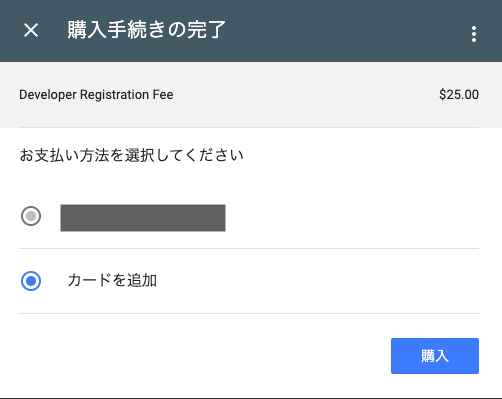 購入手続きの完了
Developer Registration Fee $25.00
お支払い方法を選択してください
カードを追加
購入